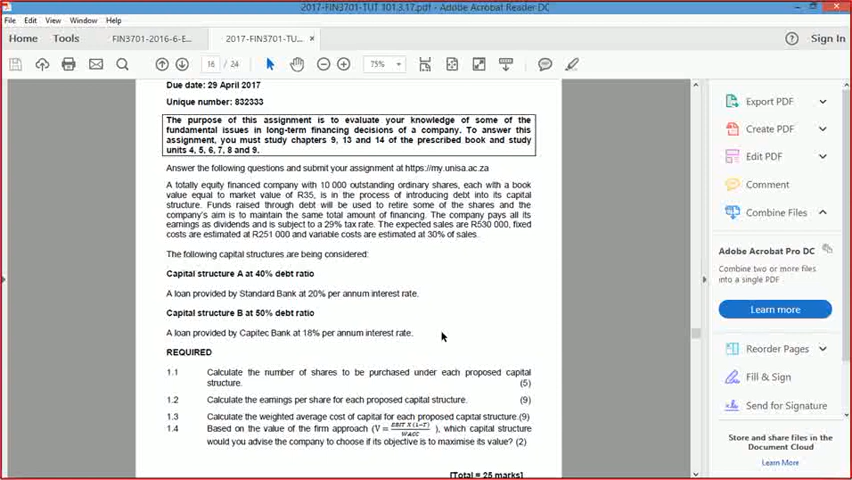 2017-FIN3701-TUT 101.3.17.pdf - Adobe Acrobat Reader DC
File Edit View Window Help
Home Tools FIN3701-2016-6-E... 2017-FIN3701-TU... × Sign In
16 / 24 75%
Due date: 29 April 2017
Unique number: 832333
The purpose of this assignment is to evaluate your knowledge of some of the
fundamental issues in long-term financing decisions of a company. To answer this
assignment, you must study chapters 9, 13 and 14 of the prescribed book and study
units 4, 5, 6, 7, 8 and 9.
Answer the following questions and submit your assignment at https://my.unisa.ac.za
A totally equity financed company with 10 000 outstanding ordinary shares, each with a book
value equal to market value of R35, is in the process of introducing debt into its capital
structure. Funds raised through debt will be used to retire some of the shares and the
company's aim is to maintain the same total amount of financing. The company pays all its
earnings as dividends and is subject to a 29% tax rate. The expected sales are R530 000, fixed
costs are estimated at R251 000 and variable costs are estimated at 30% of sales.
The following capital structures are being considered:
Capital structure A at 40% debt ratio
A loan provided by Standard Bank at 20% per annum interest rate.
Capital structure B at 50% debt ratio
A loan provided by Capitec Bank at 18% per annum interest rate.
REQUIRED
1.1 Calculate the number of shares to be purchased under each proposed capital
structure. (5)
1.2 Calculate the earnings per share for each proposed capital structure. (9)
1.3 Calculate the weighted average cost of capital for each proposed capital structure.(9)
1.4 Based on the value of the firm approach (V = EBIT X (1-T) / WACC ), which capital structure
would you advise the company to choose if its objective is to maximise its value? (2)
[Total = 25 marks]
Export PDF
Create PDF
Edit PDF
Comment
Combine Files
Adobe Acrobat Pro DC
Combine two or more files
into a single PDF
Learn more
Reorder Pages
Fill & Sign
Send for Signature
Store and share files in the
Document Cloud
Learn More